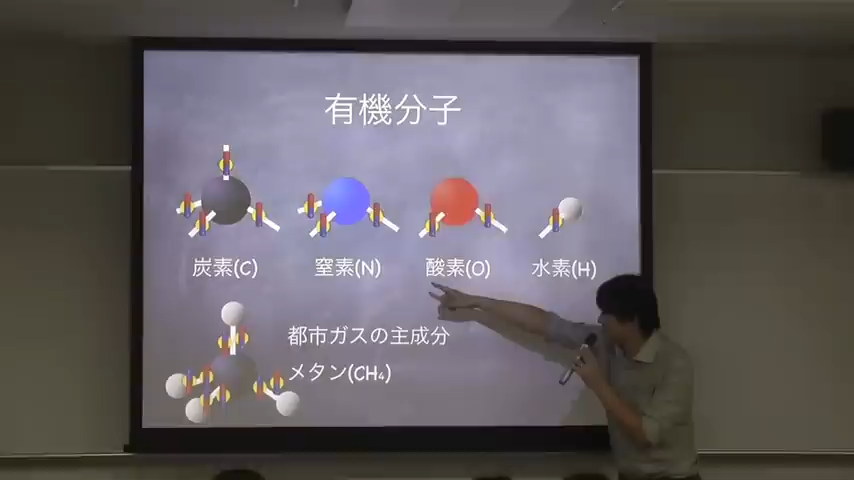 有機分子
炭素(C) 窒素(N) 酸素(O) 水素(H)
都市ガスの主成分
メタン(CH₄)